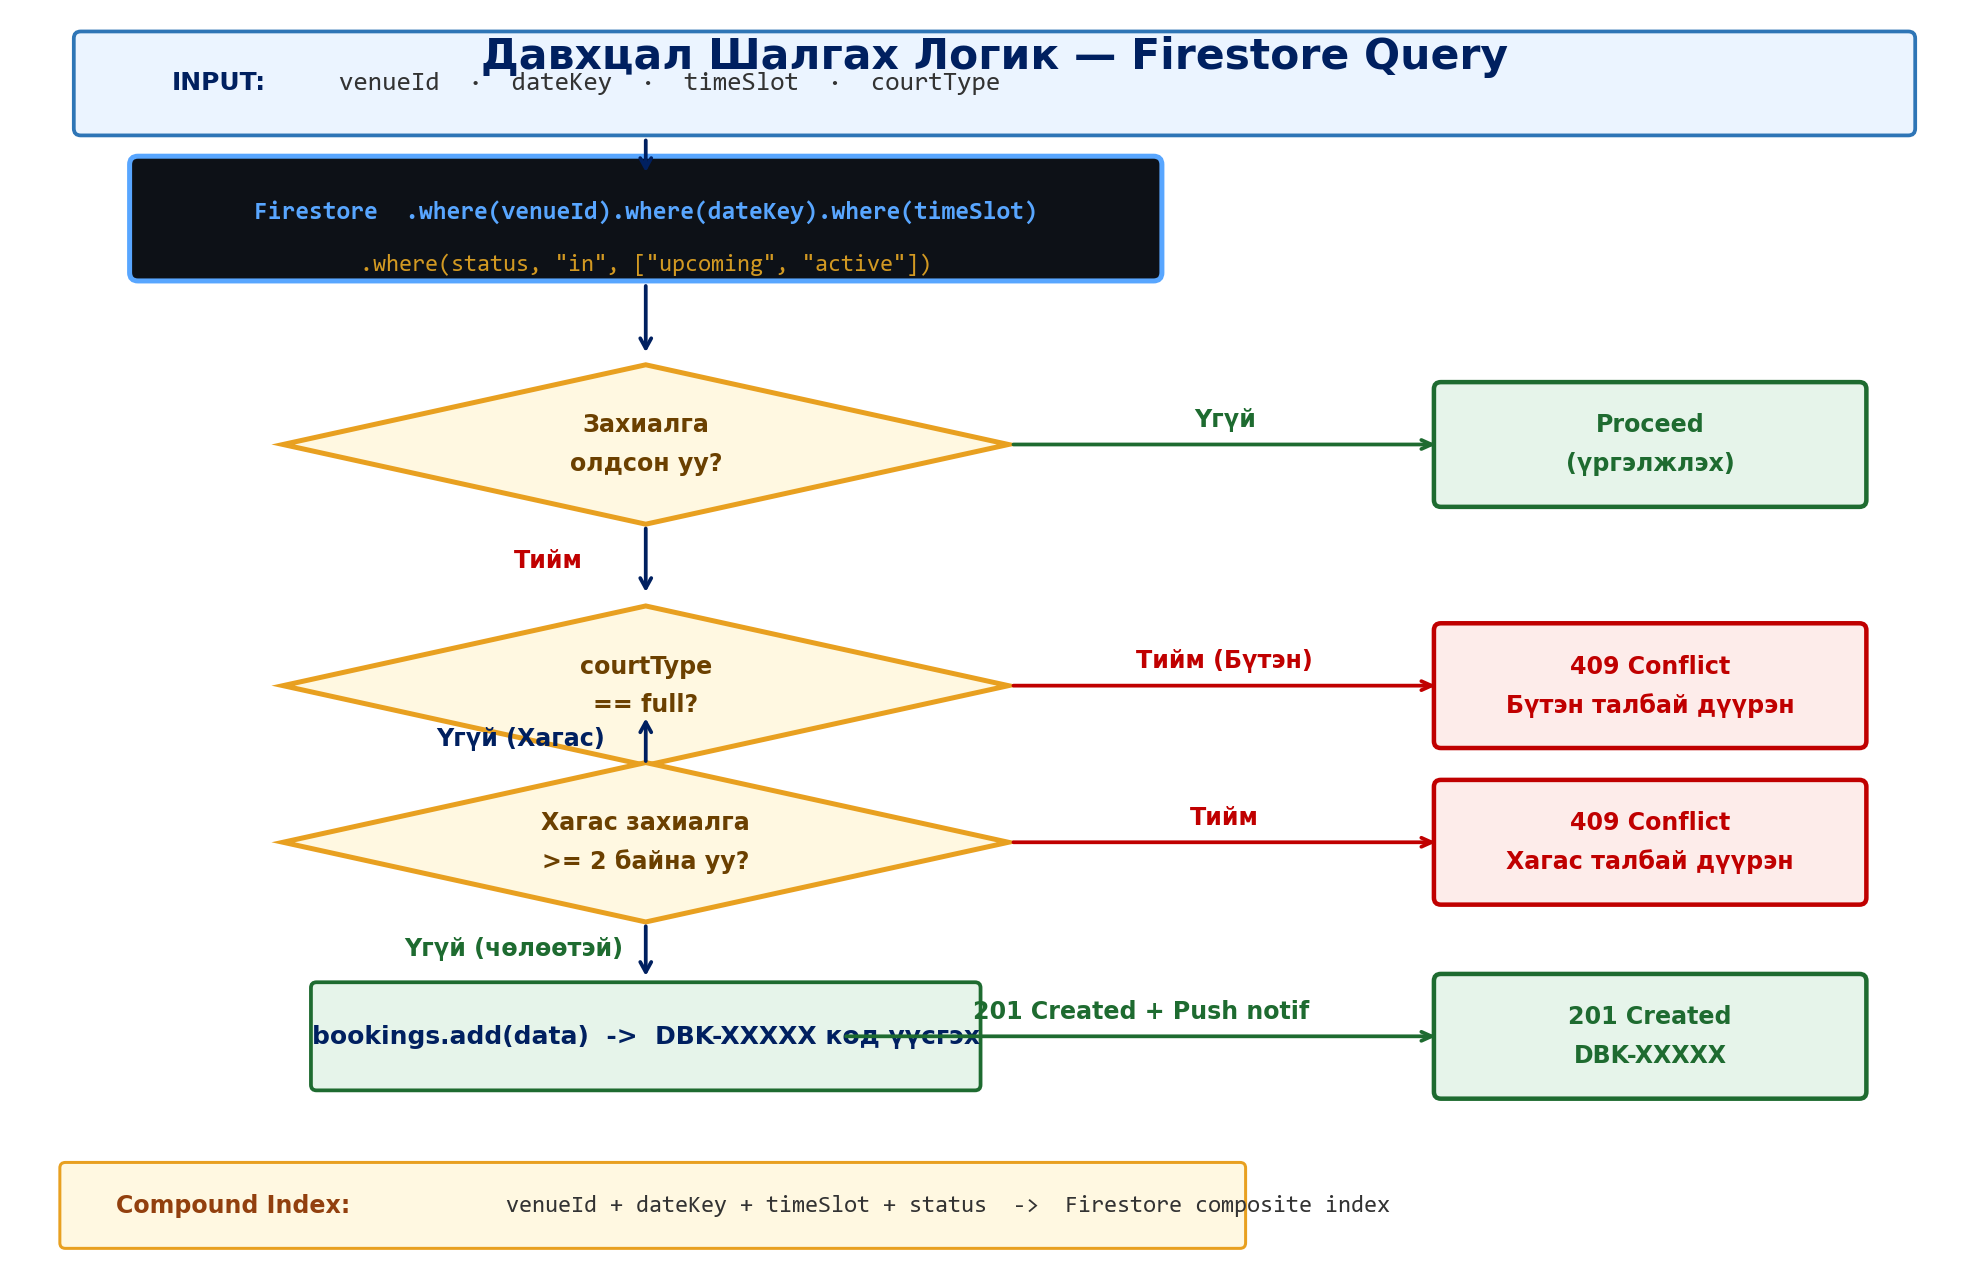 Давхцал Шалгах Логик — Firestore Query
INPUT: venueId · dateKey · timeSlot · courtType
Firestore .where(venueId).where(dateKey).where(timeSlot)
.where(status, "in", ["upcoming", "active"])
Захиалга
олдсон уу?
Үгүй
Proceed
(үргэлжлэх)
Тийм
courtType
== full?
Тийм (Бүтэн)
409 Conflict
Бүтэн талбай дүүрэн
Үгүй (Хагас)
Хагас захиалга
>= 2 байна уу?
Тийм
409 Conflict
Хагас талбай дүүрэн
Үгүй (чөлөөтэй)
bookings.add(data) -> DBK-XXXXX код үүсгэх
201 Created + Push notif
201 Created
DBK-XXXXX
Compound Index: venueId + dateKey + timeSlot + status -> Firestore composite index